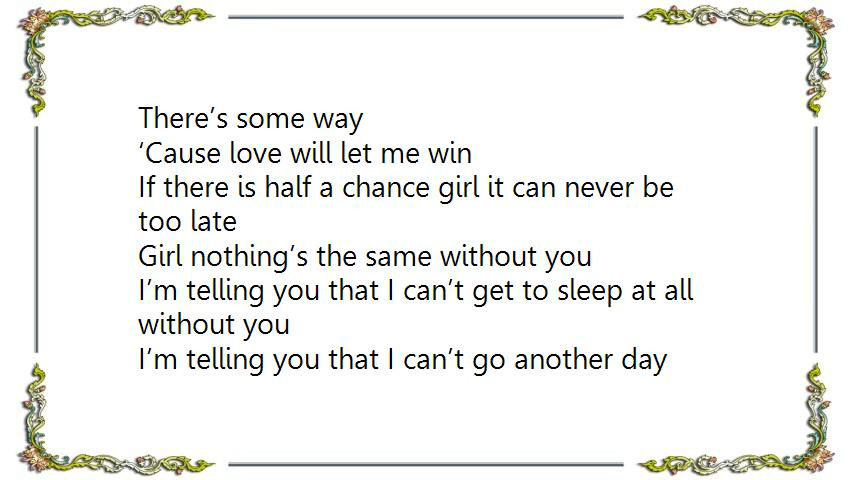 There’s some way
‘Cause love will let me win
If there is half a chance girl it can never be
too late
Girl nothing’s the same without you
I’m telling you that I can’t get to sleep at all
without you
I’m telling you that I can’t go another day